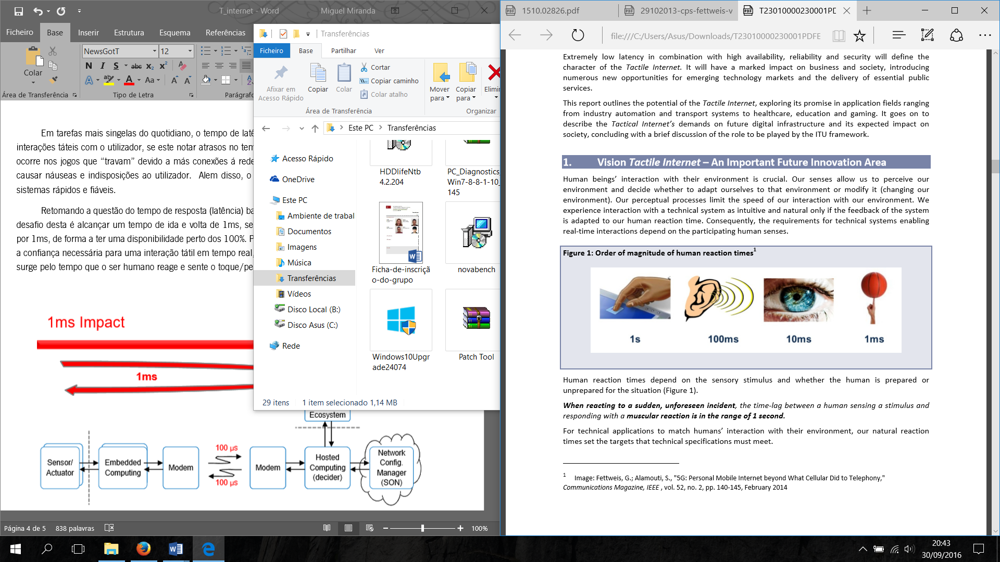 T_internet - Word
Miguel Miranda
Ficheiro
Base
Inserir
Estrutura
Esquema
Referências
Colar
NewsGotT
12
N I S abc x₂ x²
Aa
Área de Transferência
Tipo de Letra
Parágrafo
Em tarefas mais singelas do quotidiano, o tempo de
interações táteis com o utilizador, se este notar atrasos no
ocorre nos jogos que “travam” devido a más conexões á rede
causar náuseas e indisposições ao utilizador. Alem disso, o
sistemas rápidos e fiáveis.
Retomando a questão do tempo de resposta (latência)
desafio desta é alcançar um tempo de ida e volta de 1ms,
por 1ms, de forma a ter uma disponibilidade perto dos 100%.
a confiança necessária para uma interação tátil em tempo real,
surge pelo tempo que o ser humano reage e sente o
1ms Impact
1ms
Ecosystem
Sensor/
Actuator
Embedded
Computing
Modem
100 µs
100 µs
Modem
Hosted
Computing
(decider)
Network
Config.
Manager
(SON)
Página 4 de 5
838 palavras
100%
Transferências
Ficheiro
Base
Partilhar
Ver
Afixar em
Acesso Rápido
Copiar
Colar
Cortar
Copiar caminho
Colar atalho
Mover
para
Copiar
para
Elimin
Área de Transferência
Organizar
Este PC
Transferências
Acesso Rápido
OneDrive
Este PC
Ambiente de trabal
Documentos
Imagens
Música
Transferências
Vídeos
Disco Local (B:)
Disco Asus (C:)
Rede
HDDlifeNtb
4.2.204
PC_Diagnostics_
Win7-8-8-1-10_
145
Ficha-de-inscriçã
o-do-grupo
novabench
Windows10Upgr
ade24074
Patch Tool
29 itens
1 item selecionado 1,14 MB
1510.02826.pdf
29102013-cps-fettweis-v
T23010000230001PDF
file:///C:/Users/Asus/Downloads/T23010000230001PDFE
Extremely low latency in combination with high availability, reliability and security will define the
character of the Tactile Internet. It will have a marked impact on business and society, introducing
numerous new opportunities for emerging technology markets and the delivery of essential public
services.
This report outlines the potential of the Tactile Internet, exploring its promise in application fields ranging
from industry automation and transport systems to healthcare, education and gaming. It goes on to
describe the Tactical Internet’s demands on future digital infrastructure and its expected impact on
society, concluding with a brief discussion of the role to be played by the ITU framework.
1. Vision Tactile Internet – An Important Future Innovation Area
Human beings’ interaction with their environment is crucial. Our senses allow us to perceive our
environment and decide whether to adapt ourselves to that environment or modify it (changing our
environment). Our perceptual processes limit the speed of our interaction with our environment. We
experience interaction with a technical system as intuitive and natural only if the feedback of the system
is adapted to our human reaction time. Consequently, the requirements for technical systems enabling
real-time interactions depend on the participating human senses.
Figure 1: Order of magnitude of human reaction times¹
1s
100ms
10ms
1ms
Human reaction times depend on the sensory stimulus and whether the human is prepared or
unprepared for the situation (Figure 1).
When reacting to a sudden, unforeseen incident, the time-lag between a human sensing a stimulus and
responding with a muscular reaction is in the range of 1 second.
For technical applications to match humans’ interaction with their environment, our natural reaction
times set the targets that technical specifications must meet.
1 Image: Fettweis, G.; Alamouti, S., "5G: Personal Mobile Internet beyond What Cellular Did to Telephony,"
Communications Magazine, IEEE , vol. 52, no. 2, pp. 140-145, February 2014
20:43
30/09/2016